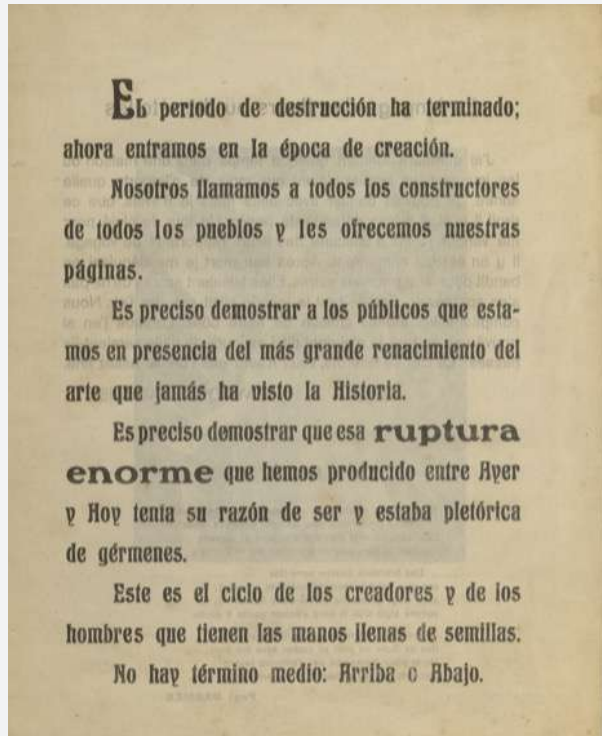 El periodo de destrucción ha terminado;
ahora entramos en la época de creación.
Nosotros llamamos a todos los constructores
de todos los pueblos y les ofrecemos nuestras
páginas.
Es preciso demostrar a los públicos que esta-
mos en presencia del más grande renacimiento del
arte que jamás ha visto la Historia.
Es preciso demostrar que esa ruptura
enorme que hemos producido entre Ayer
y Hoy tenía su razón de ser y estaba pletórica
de gérmenes.
Este es el ciclo de los creadores y de los
hombres que tienen las manos llenas de semillas.
No hay término medio: Arriba o Abajo.